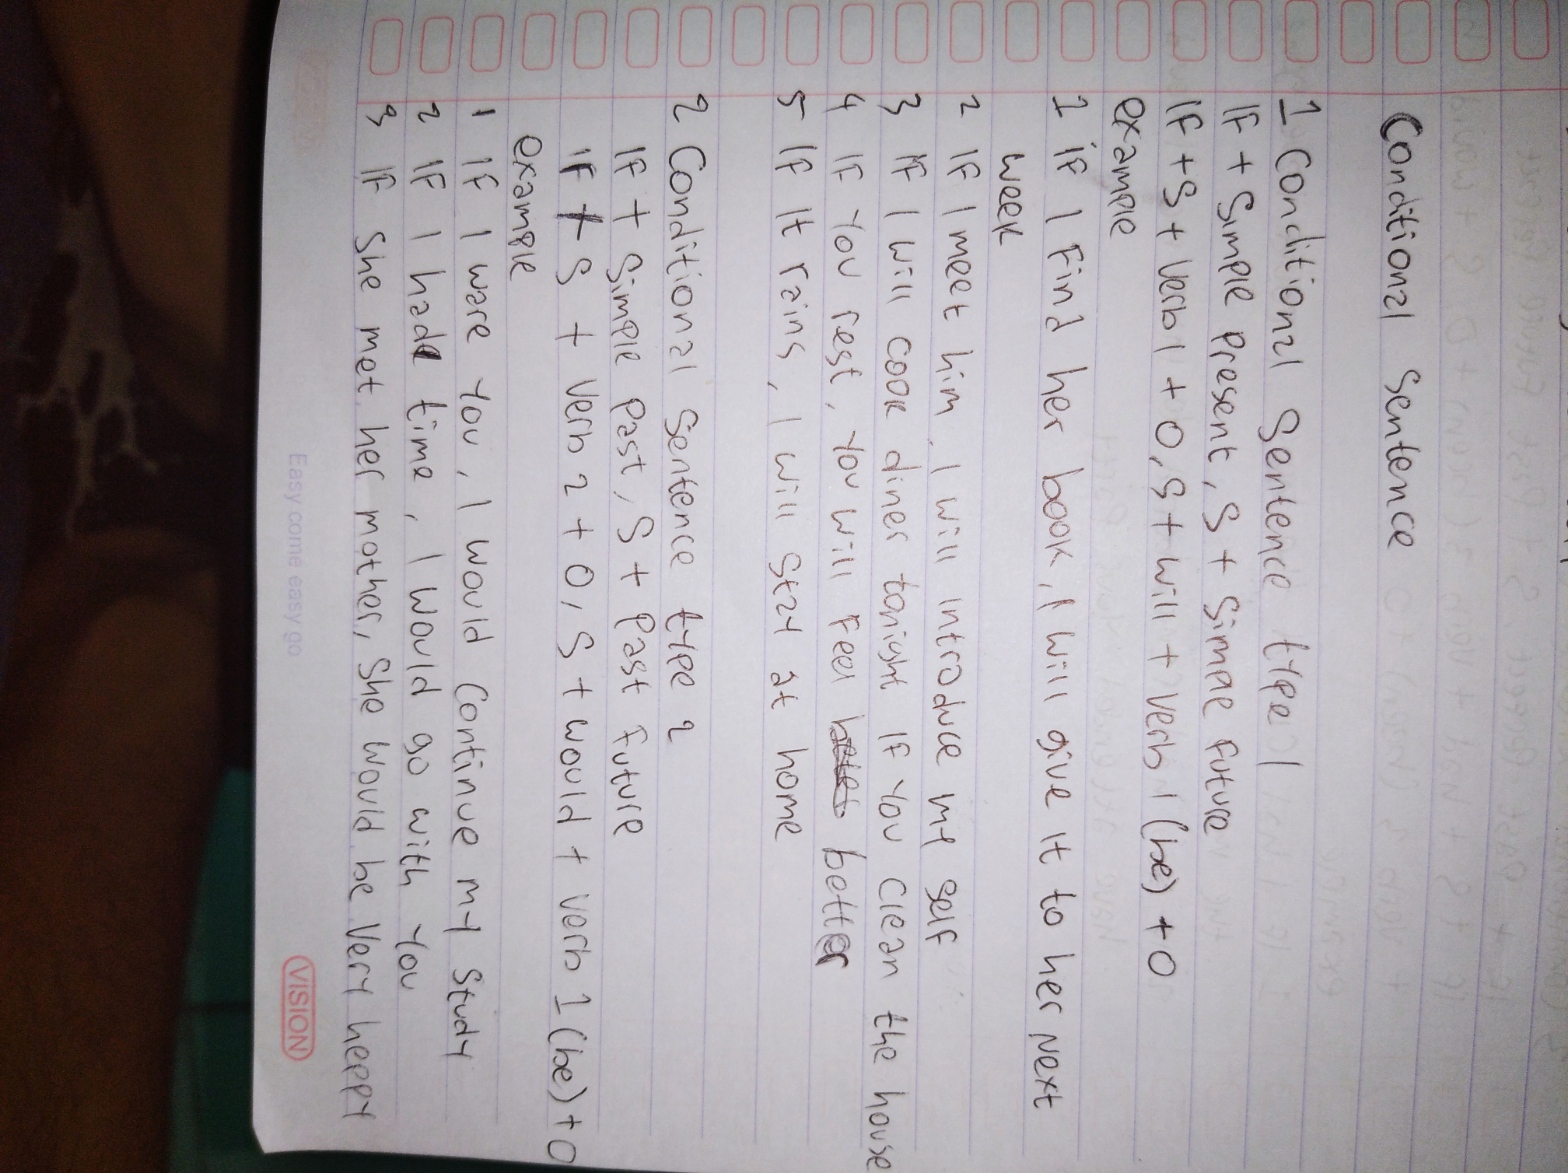 Conditional Sentence
1 Conditional Sentence type 1
IF + Simple Present, S + Simple Future
IF + S + Verb 1 + O, S + will + Verb 1 (be) + O
example
1 iF I Find her book, I will give it to her next
week
2 IF I meet him, I will introduce my self
3 IF I will cook diner tonight IF you clean the house
4 IF You rest, You will Feel better
5 IF It rains, I will stay at home
2 Conditional Sentence type 2
IF + Simple Past, S + Past Future
IF + S + Verb 2 + O, S + would + Verb 1 (be) + O
example
1 IF I ware You, I would Continue my Study
2 IF I had time, I would go with You
3 IF She met her mother, She would be Very heppy
Easy come easy go
VISION